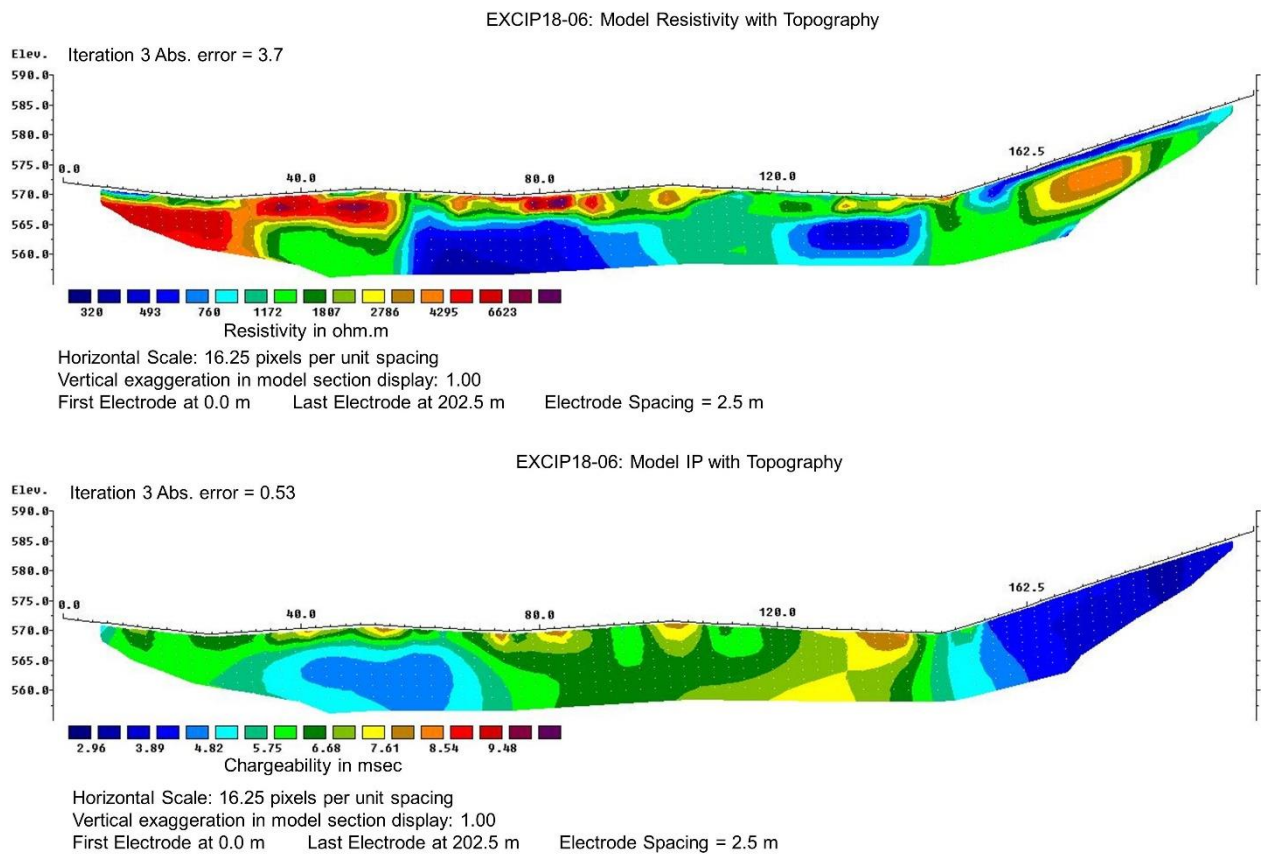 EXCIP18-06: Model Resistivity with Topography
Elev. Iteration 3 Abs. error = 3.7
590.0
585.0
580.0
575.0
162.5
0.0 40.0 80.0 120.0
570.0
565.0
560.0
320 493 760 1172 1807 2786 4295 6623
Resistivity in ohm.m
Horizontal Scale: 16.25 pixels per unit spacing
Vertical exaggeration in model section display: 1.00
First Electrode at 0.0 m Last Electrode at 202.5 m Electrode Spacing = 2.5 m
EXCIP18-06: Model IP with Topography
Elev. Iteration 3 Abs. error = 0.53
590.0
585.0
580.0
575.0
162.5
0.0 40.0 80.0 120.0
570.0
565.0
560.0
2.96 3.89 4.82 5.75 6.68 7.61 8.54 9.48
Chargeability in msec
Horizontal Scale: 16.25 pixels per unit spacing
Vertical exaggeration in model section display: 1.00
First Electrode at 0.0 m Last Electrode at 202.5 m Electrode Spacing = 2.5 m